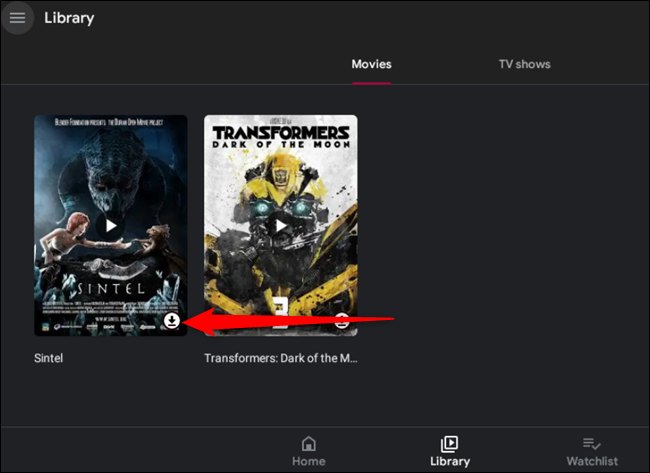 Library
Movies
TV shows
BLENDER FOUNDATION PRESENTS THE DURIAN OPEN MOVIE PROJECT
SINTEL
TRANSFORMERS
DARK OF THE MOON
3
Sintel
Transformers: Dark of the M...
Home
Library
Watchlist